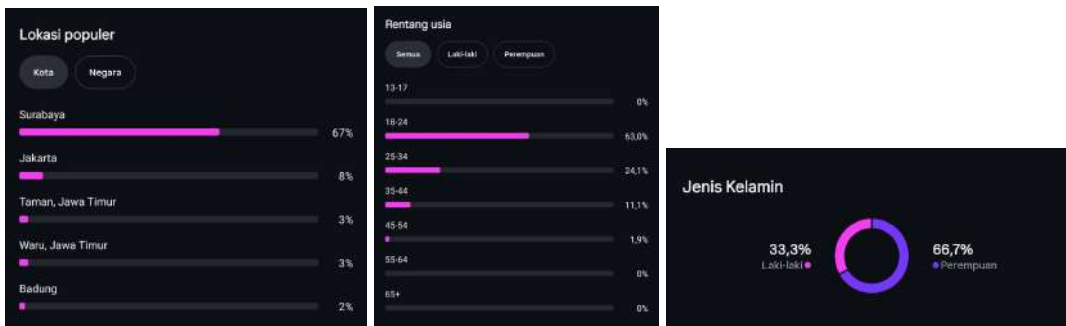 Lokasi populer
Kota Negara
Surabaya
67%
Jakarta
8%
Taman, Jawa Timur
3%
Waru, Jawa Timur
3%
Badung
2%
Rentang usia
Semua Laki-laki Perempuan
13-17
0%
18-24
63,0%
25-34
24,1%
35-44
11,1%
45-54
1,9%
55-64
0%
65+
0%
Jenis Kelamin
33,3%
Laki-laki
66,7%
Perempuan